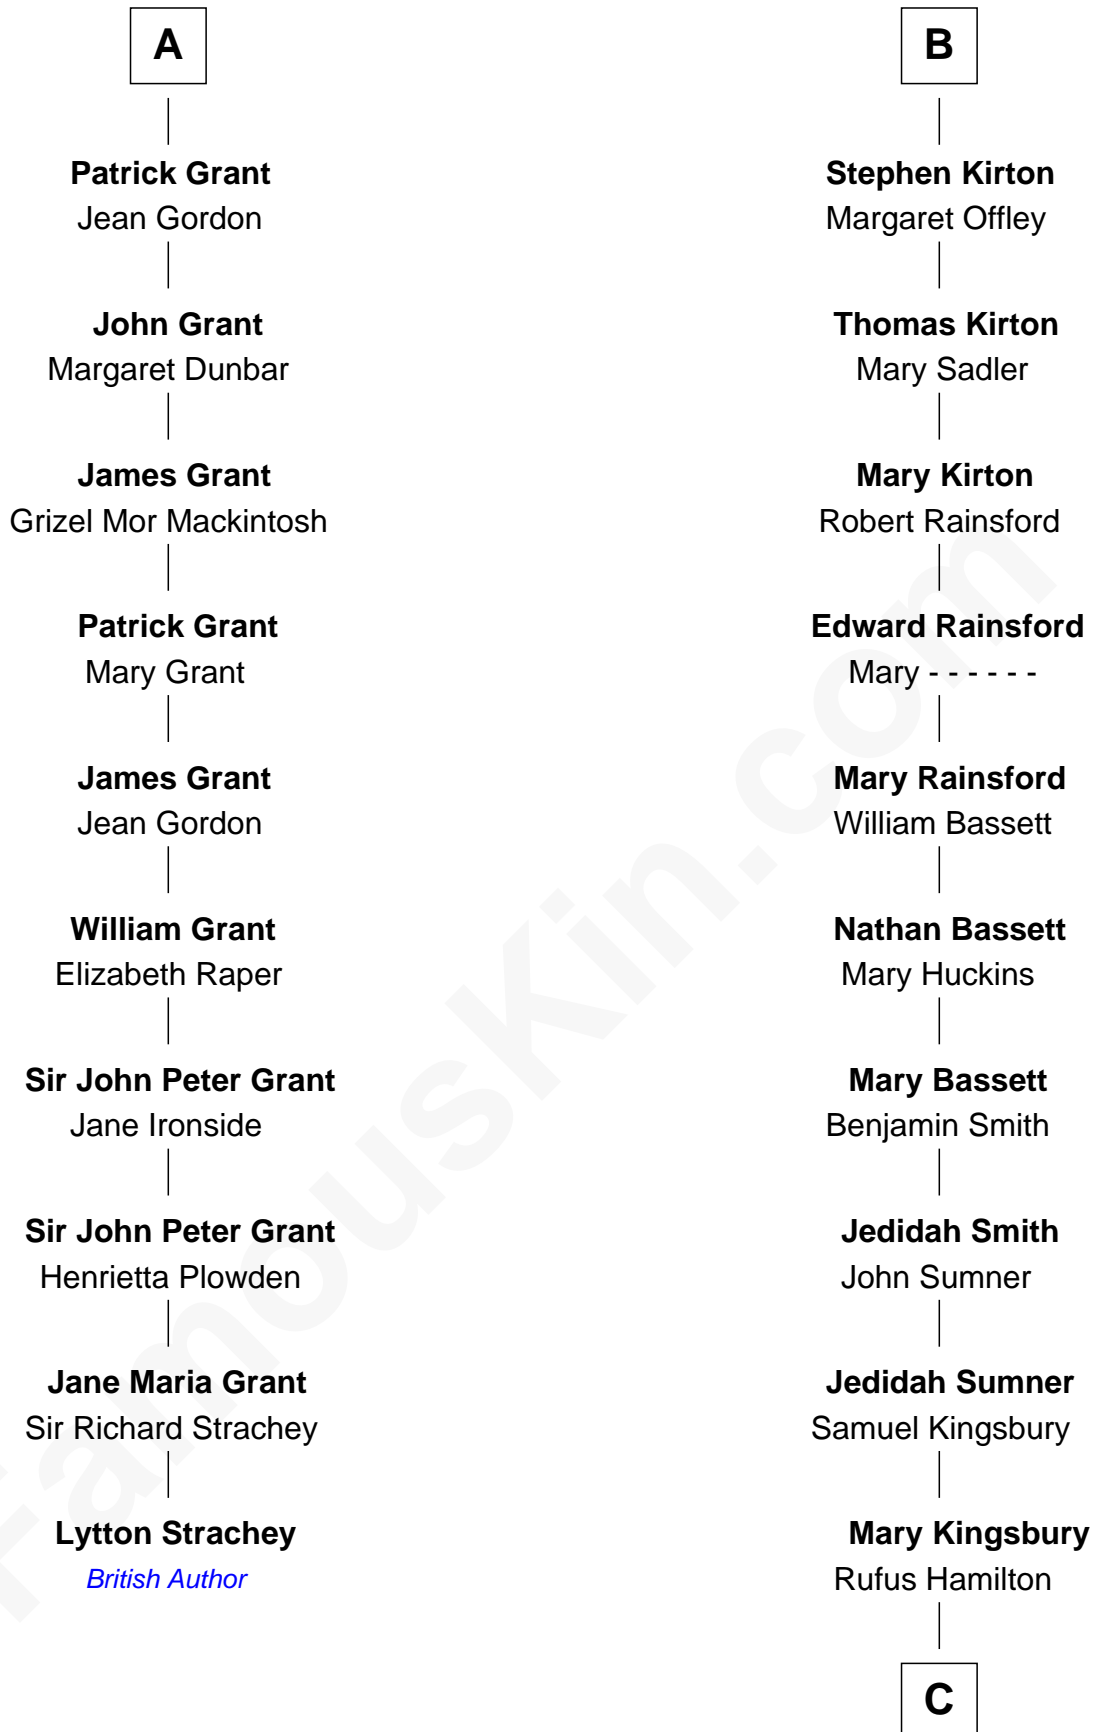 A
Patrick Grant
Jean Gordon
John Grant
Margaret Dunbar
James Grant
Grizel Mor Mackintosh
Patrick Grant
Mary Grant
James Grant
Jean Gordon
William Grant
Elizabeth Raper
Sir John Peter Grant
Jane Ironside
Sir John Peter Grant
Henrietta Plowden
Jane Maria Grant
Sir Richard Strachey
Lytton Strachey
British Author
B
Stephen Kirton
Margaret Offley
Thomas Kirton
Mary Sadler
Mary Kirton
Robert Rainsford
Edward Rainsford
Mary - - - - - -
Mary Rainsford
William Bassett
Nathan Bassett
Mary Huckins
Mary Bassett
Benjamin Smith
Jedidah Smith
John Sumner
Jedidah Sumner
Samuel Kingsbury
Mary Kingsbury
Rufus Hamilton
C
FamousKin.com